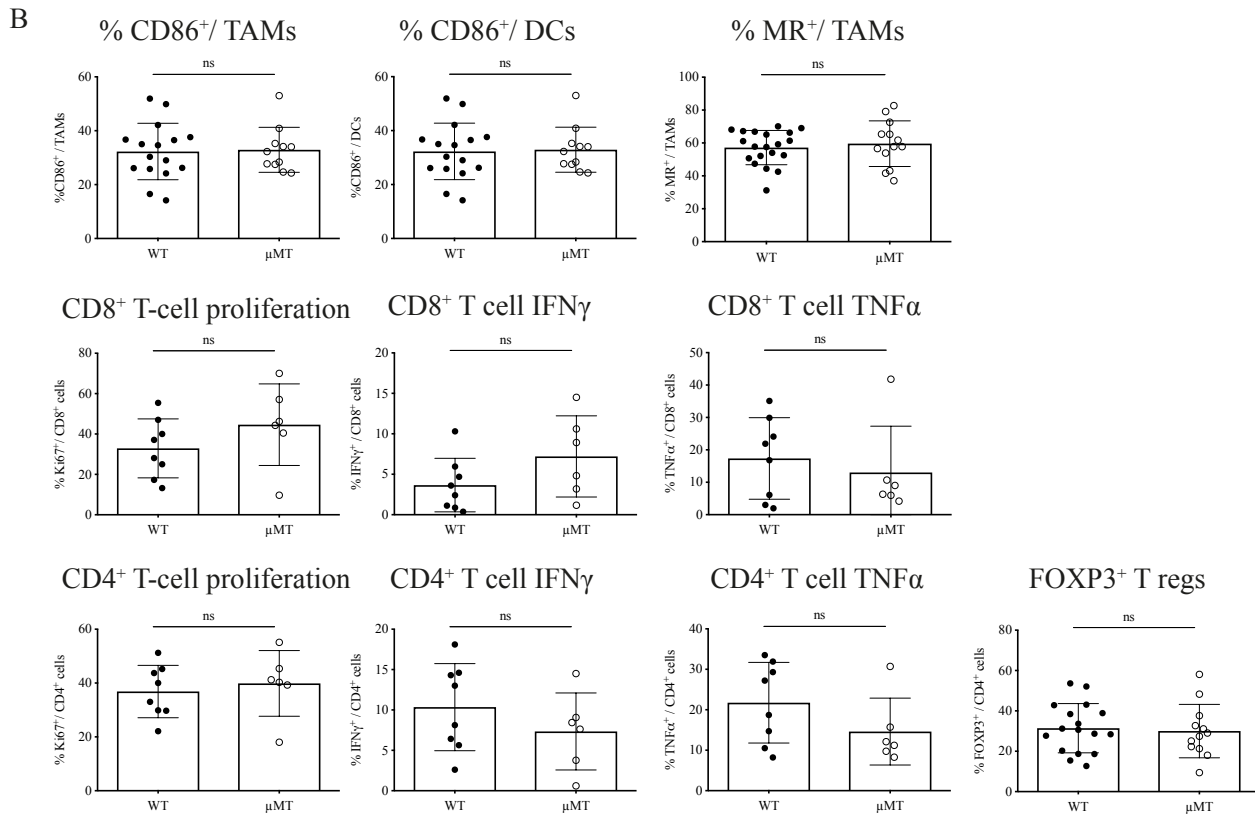 B
% CD86⁺/ TAMs
% CD86⁺/ DCs
% MR⁺/ TAMs
ns
ns
ns
%CD86⁺ / TAMs
60
40
20
0
WT
µMT
%CD86⁺ / DCs
60
40
20
0
WT
µMT
% MR⁺ / TAMs
100
80
60
40
20
0
WT
µMT
CD8⁺ T-cell proliferation
CD8⁺ T cell IFNγ
CD8⁺ T cell TNFα
ns
ns
ns
% Ki67⁺/ CD8⁺ cells
80
60
40
20
0
WT
µMT
% IFNγ⁺ / CD8⁺ cells
20
15
10
5
0
WT
µMT
% TNFα⁺ / CD8⁺ cells
50
40
30
20
10
0
WT
µMT
CD4⁺ T-cell proliferation
CD4⁺ T cell IFNγ
CD4⁺ T cell TNFα
FOXP3⁺ T regs
ns
ns
ns
ns
%Ki67⁺/ CD4⁺ cells
60
40
20
0
WT
µMT
% IFNγ⁺ / CD4⁺ cells
20
15
10
5
0
WT
µMT
% TNFα⁺ / CD4⁺ cells
40
30
20
10
0
WT
µMT
% FOXP3⁺ / CD4⁺ cells
80
60
40
20
0
WT
µMT